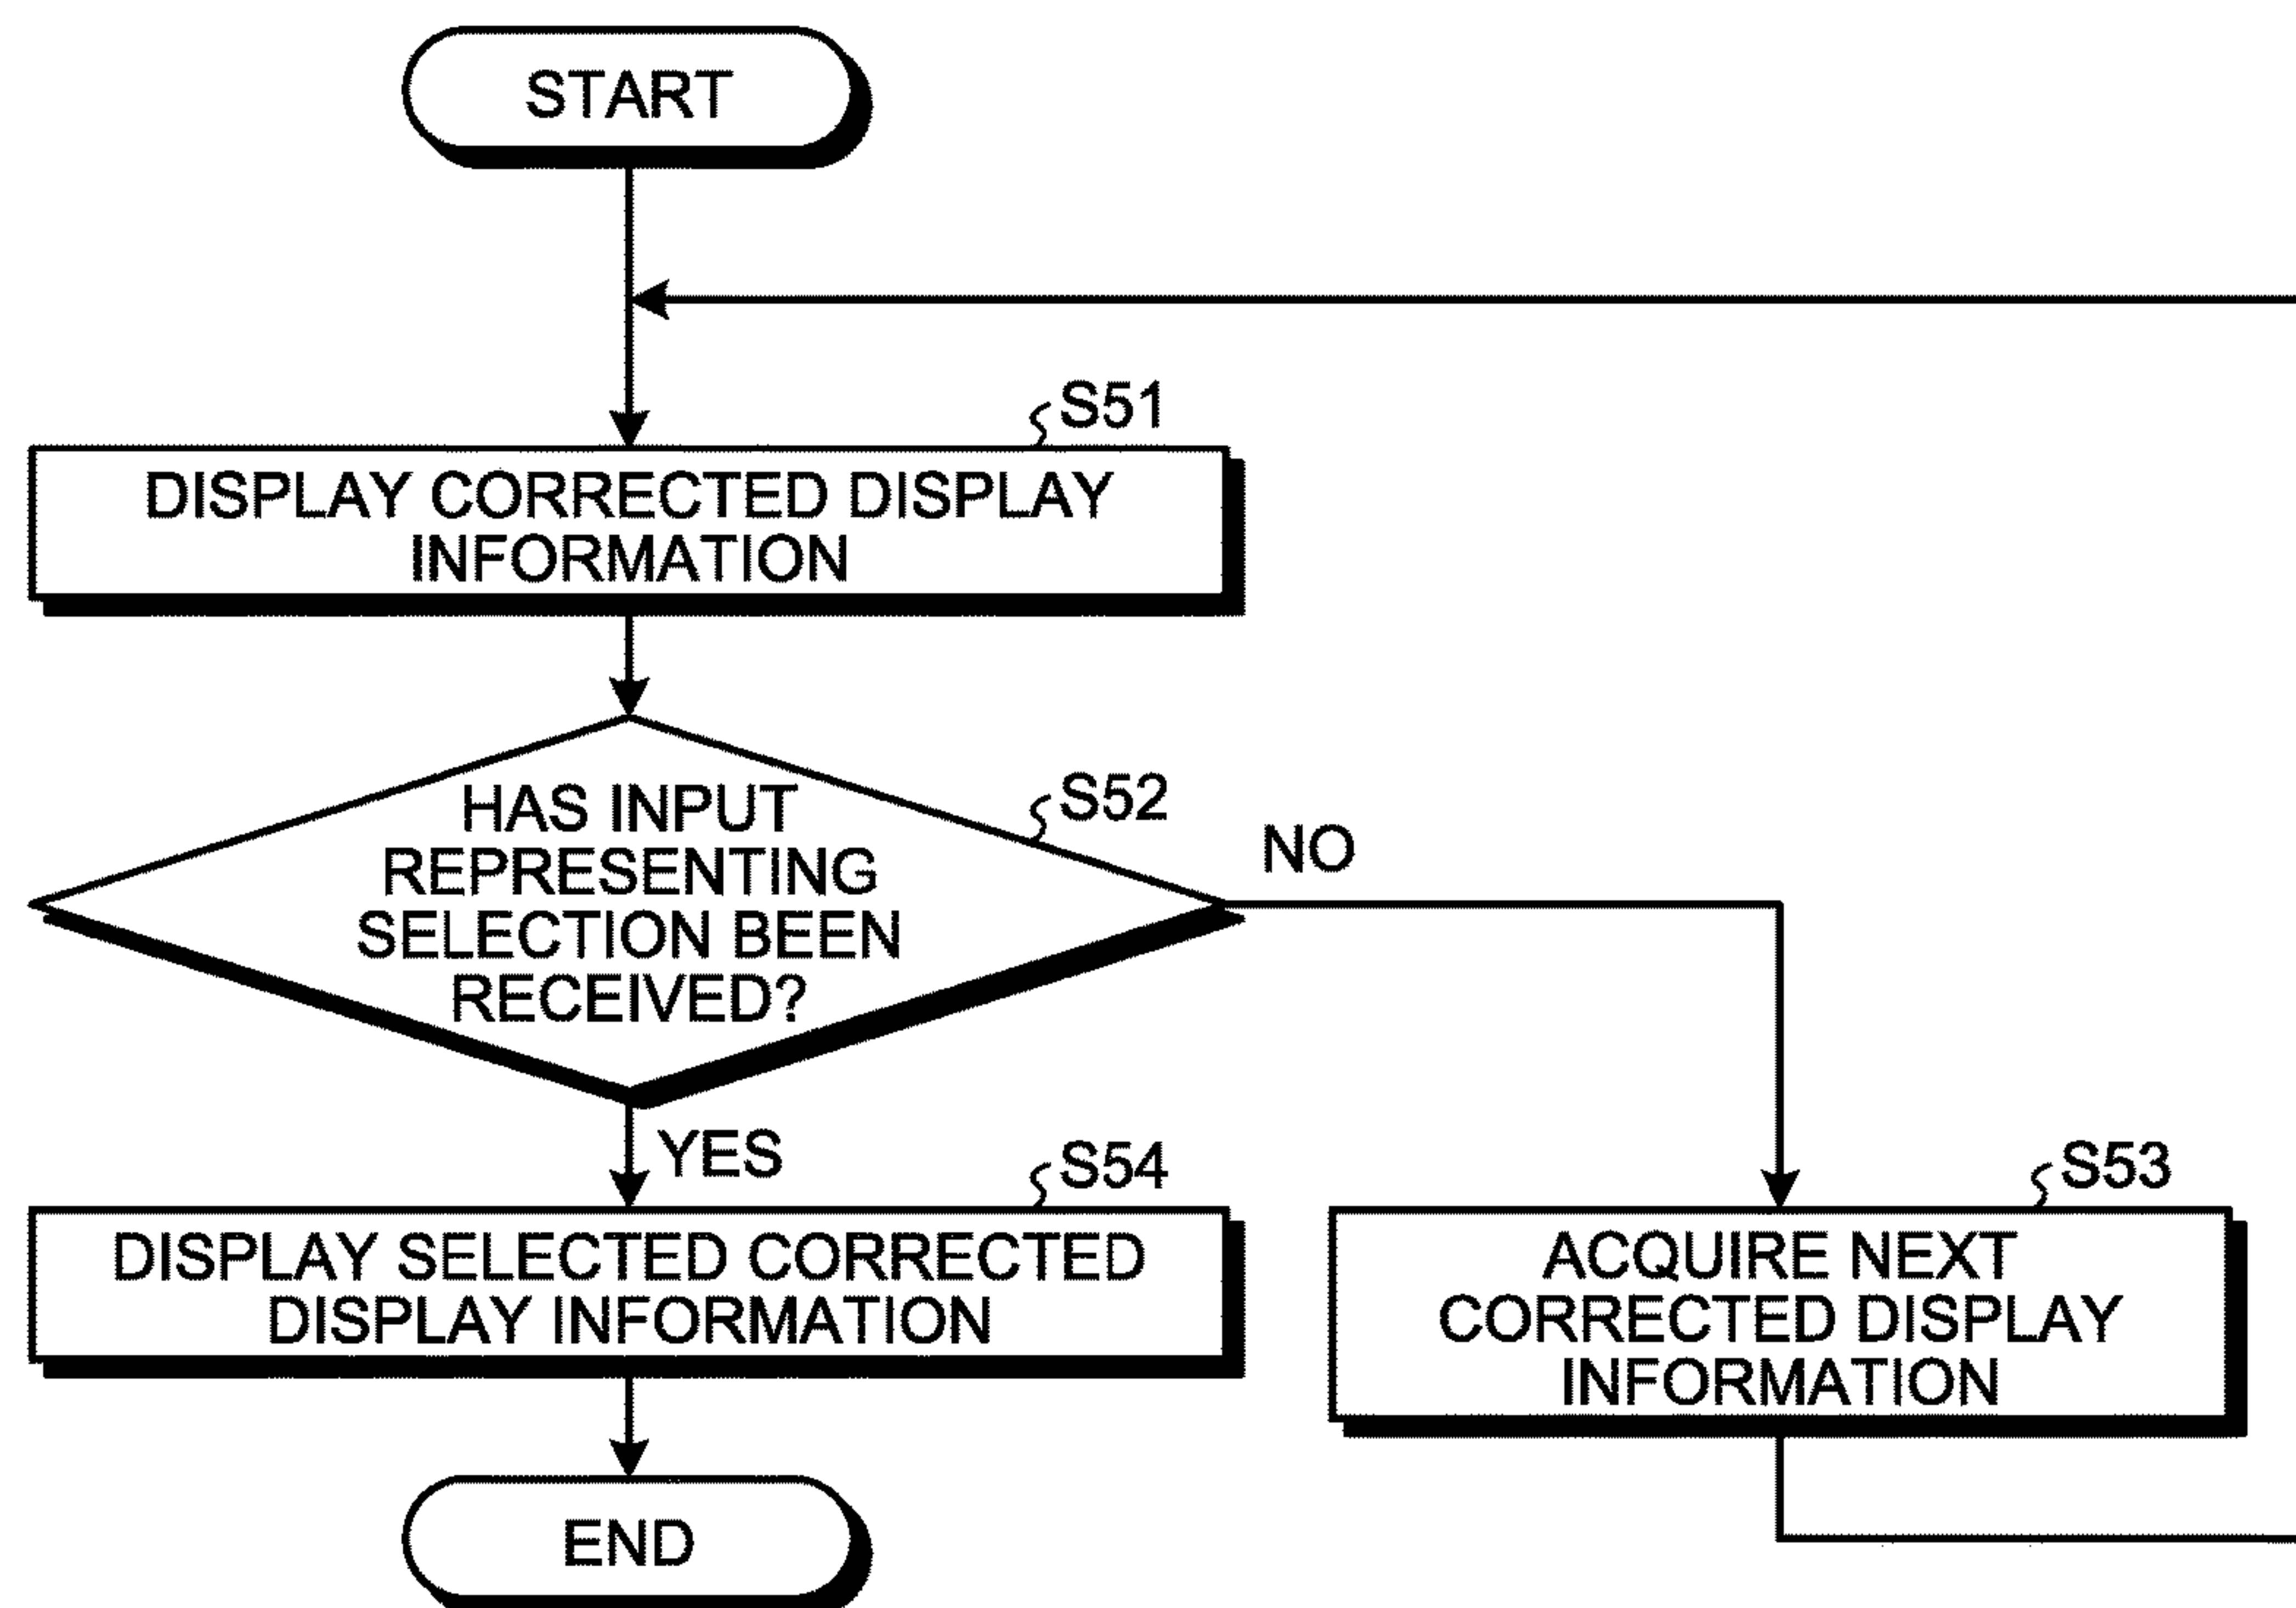 START
S51
DISPLAY CORRECTED DISPLAY
INFORMATION
S52
HAS INPUT
REPRESENTING
SELECTION BEEN
RECEIVED?
NO
YES
S54
DISPLAY SELECTED CORRECTED
DISPLAY INFORMATION
S53
ACQUIRE NEXT
CORRECTED DISPLAY
INFORMATION
END